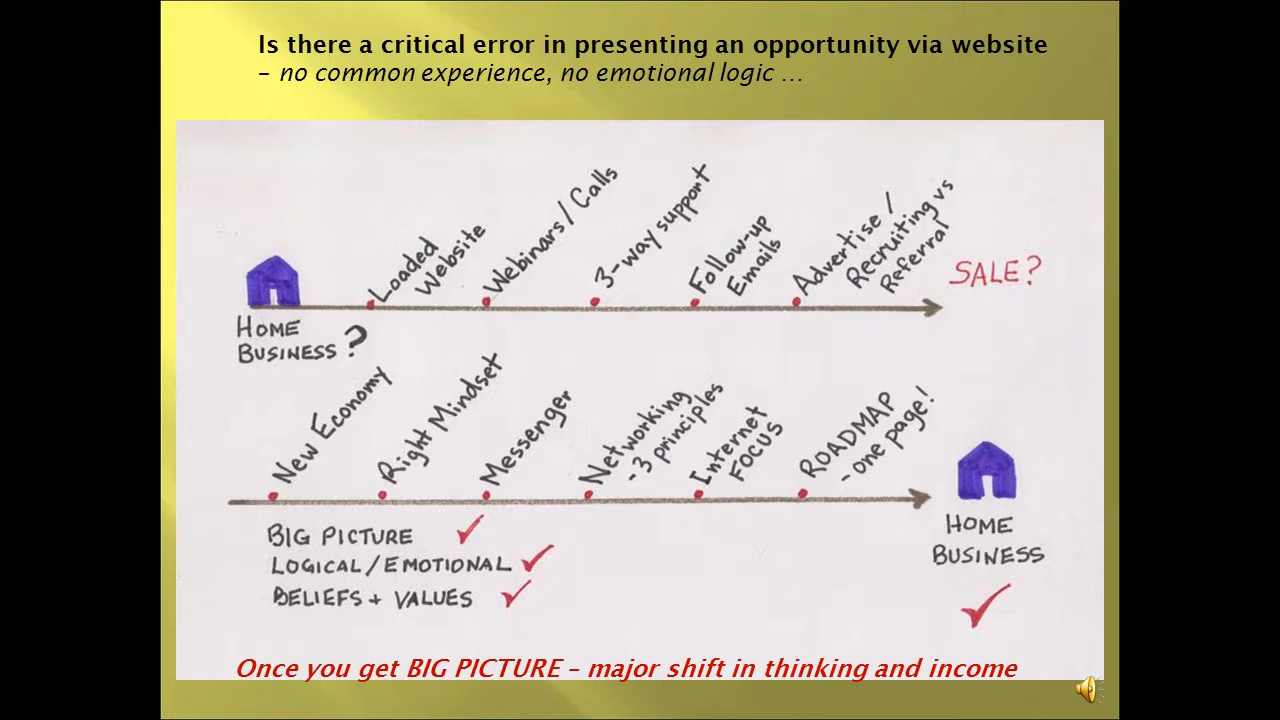 Is there a critical error in presenting an opportunity via website
– no common experience, no emotional logic …
Loaded
Website
Webinars / Calls
3-way support
Follow-up
Emails
Advertise /
Recruiting vs
Referral
SALE?
HOME
BUSINESS ?
New Economy
Right Mindset
Messenger
Networking
- 3 principles
Internet
FOCUS
ROADMAP
- one page!
HOME
BUSINESS
BIG PICTURE
LOGICAL / EMOTIONAL
BELIEFS + VALUES
Once you get BIG PICTURE – major shift in thinking and income